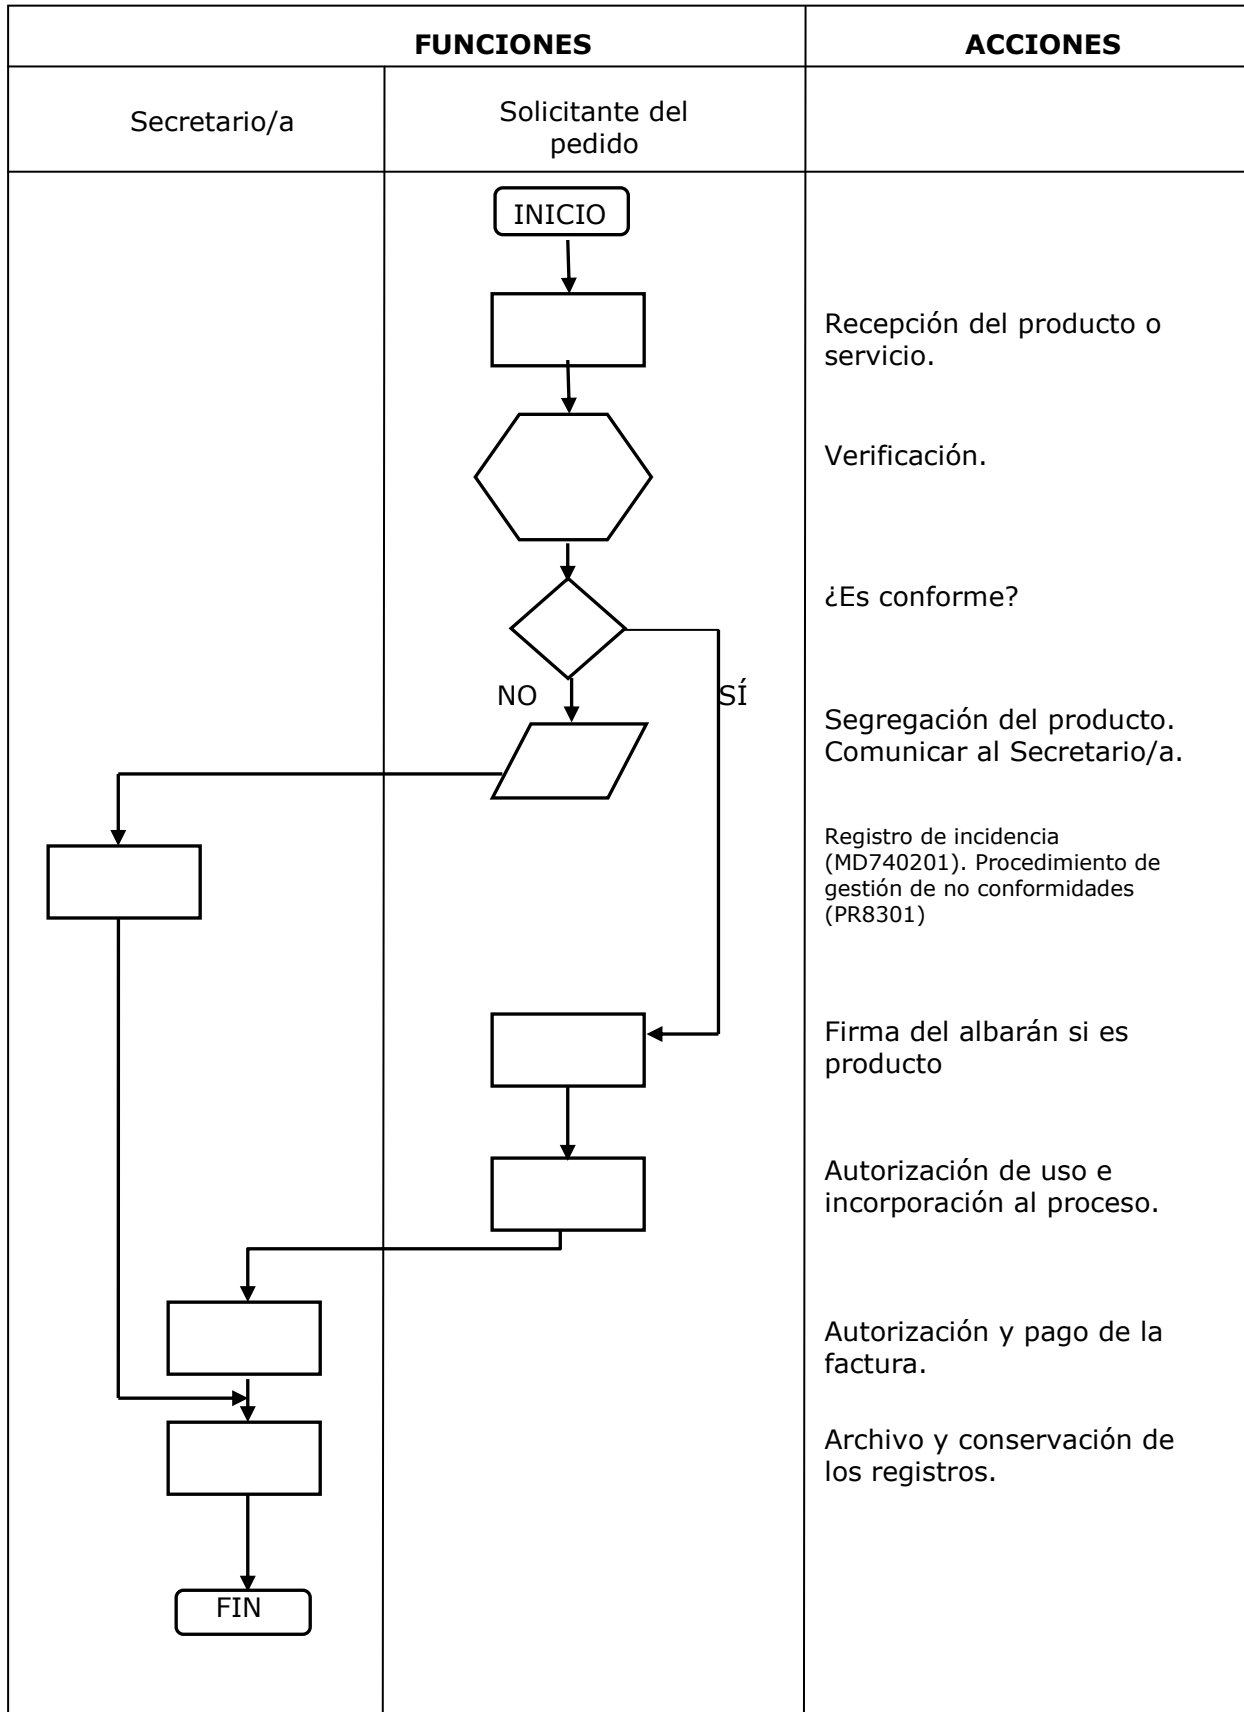 FUNCIONES
ACCIONES
Secretario/a
Solicitante del
pedido
INICIO
Recepción del producto o
servicio.
Verificación.
¿Es conforme?
NO
SÍ
Segregación del producto.
Comunicar al Secretario/a.
Registro de incidencia
(MD740201). Procedimiento de
gestión de no conformidades
(PR8301)
Firma del albarán si es
producto
Autorización de uso e
incorporación al proceso.
Autorización y pago de la
factura.
Archivo y conservación de
los registros.
FIN